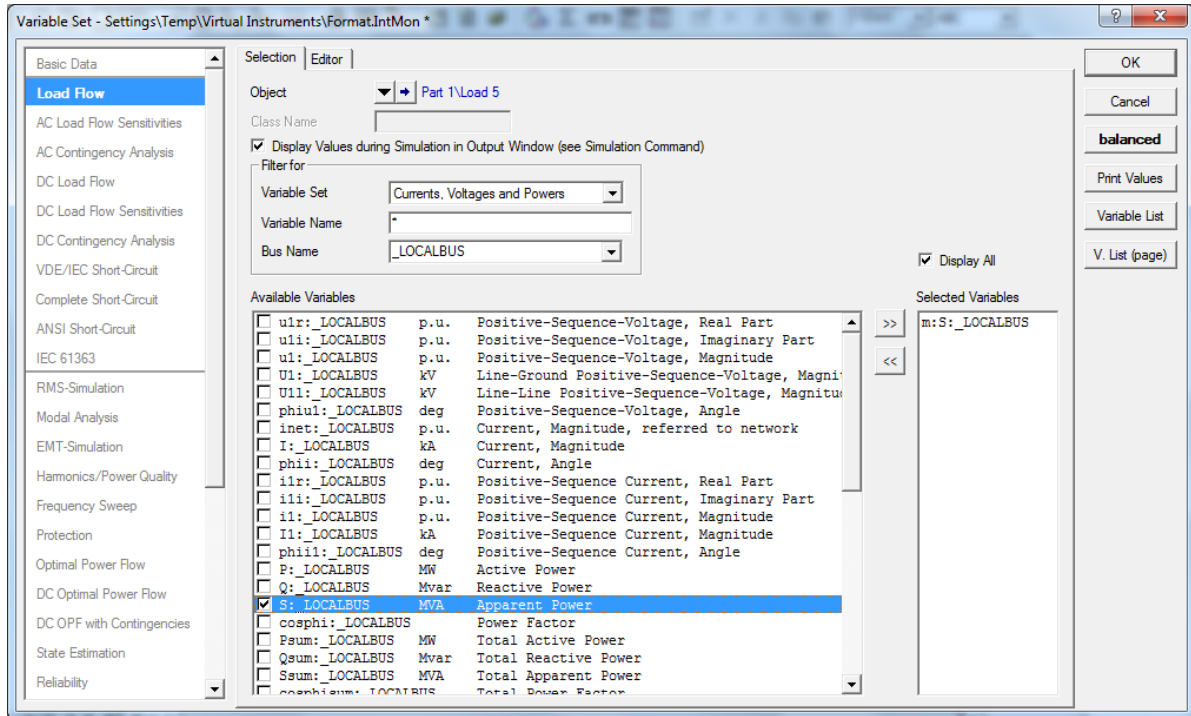 Variable Set - Settings\Temp\Virtual Instruments\Format.IntMon *
Basic Data
Load Flow
AC Load Flow Sensitivities
AC Contingency Analysis
DC Load Flow
DC Load Flow Sensitivities
DC Contingency Analysis
VDE/IEC Short-Circuit
Complete Short-Circuit
ANSI Short-Circuit
IEC 61363
RMS-Simulation
Modal Analysis
EMT-Simulation
Harmonics/Power Quality
Frequency Sweep
Protection
Optimal Power Flow
DC Optimal Power Flow
DC OPF with Contingencies
State Estimation
Reliability
Selection Editor
Object Part 1\Load 5
Class Name
Display Values during Simulation in Output Window (see Simulation Command)
Filter for
Variable Set Currents, Voltages and Powers
Variable Name *
Bus Name _LOCALBUS
Display All
Available Variables
u1r:_LOCALBUS p.u. Positive-Sequence-Voltage, Real Part
u1i:_LOCALBUS p.u. Positive-Sequence-Voltage, Imaginary Part
u1:_LOCALBUS p.u. Positive-Sequence-Voltage, Magnitude
U1:_LOCALBUS kV Line-Ground Positive-Sequence-Voltage, Magni
U1l:_LOCALBUS kV Line-Line Positive-Sequence-Voltage, Magnitu
phiu1:_LOCALBUS deg Positive-Sequence-Voltage, Angle
inet:_LOCALBUS p.u. Current, Magnitude, referred to network
I:_LOCALBUS kA Current, Magnitude
phii:_LOCALBUS deg Current, Angle
i1r:_LOCALBUS p.u. Positive-Sequence Current, Real Part
i1i:_LOCALBUS p.u. Positive-Sequence Current, Imaginary Part
i1:_LOCALBUS p.u. Positive-Sequence Current, Magnitude
I1:_LOCALBUS kA Positive-Sequence Current, Magnitude
phii1:_LOCALBUS deg Positive-Sequence Current, Angle
P:_LOCALBUS MW Active Power
Q:_LOCALBUS Mvar Reactive Power
S:_LOCALBUS MVA Apparent Power
cosphi:_LOCALBUS Power Factor
Psum:_LOCALBUS MW Total Active Power
Qsum:_LOCALBUS Mvar Total Reactive Power
Ssum:_LOCALBUS MVA Total Apparent Power
cosphisum:_LOCALBUS Total Power Factor
>>
<<
Selected Variables
m:S:_LOCALBUS
OK
Cancel
balanced
Print Values
Variable List
V. List (page)